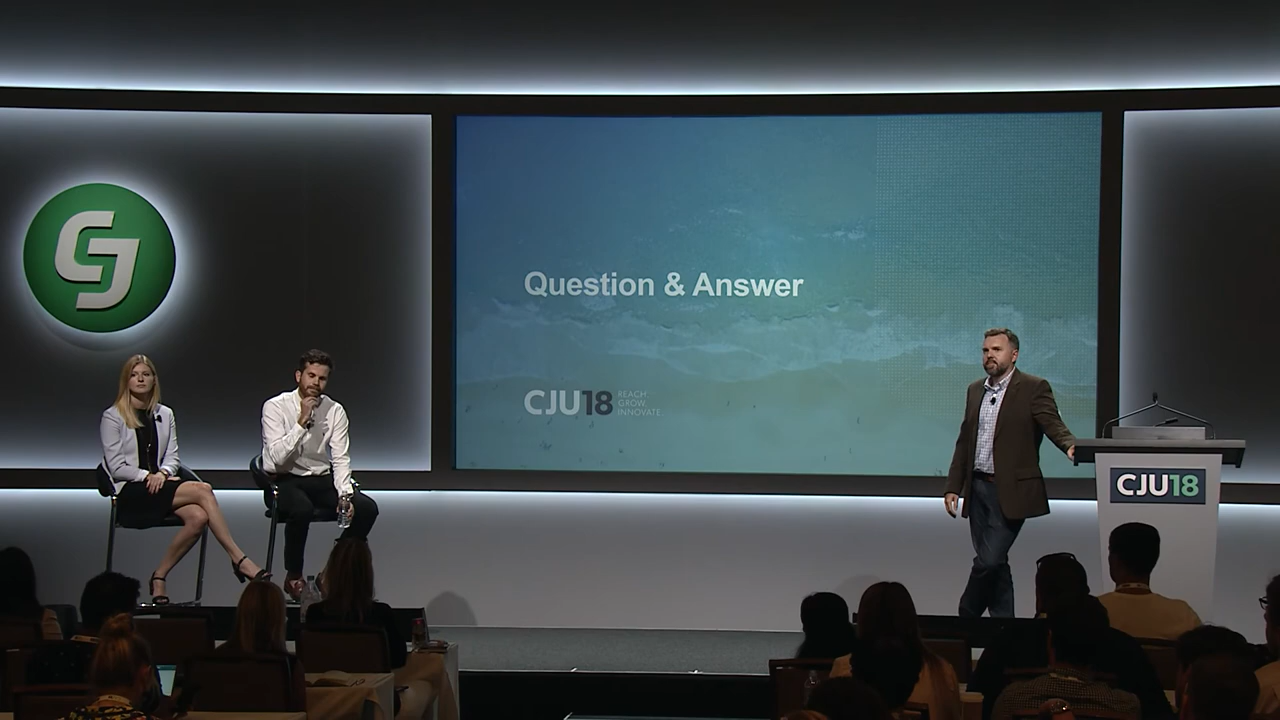 CJ
Question & Answer
CJU18
REACH.
GROW.
INNOVATE.
CJU18